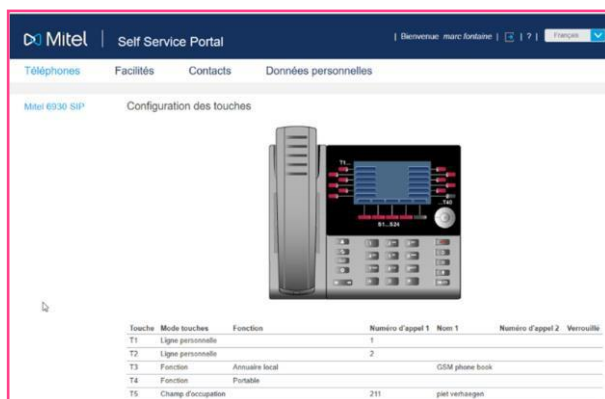 Mitel | Self Service Portal
| Bienvenue marc fontaine | | ? | Français
Téléphones Facilités Contacts Données personnelles
Mitel 6930 SIP
Configuration des touches
T1...
...T40
S1...S24
Touche Mode touches Fonction Numéro d'appel 1 Nom 1 Numéro d'appel 2 Verrouillé
T1 Ligne personnelle 1
T2 Ligne personnelle 2
T3 Fonction Annuaire local GSM phone book
T4 Fonction Portable
T5 Champ d'occupation 211 piet verhaegen